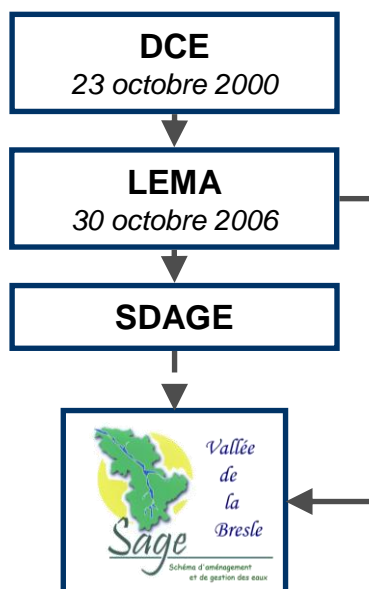 DCE
23 octobre 2000
LEMA
30 octobre 2006
SDAGE
Vallée
de
la
Bresle
Sage
Schéma d'aménagement
et de gestion des eaux